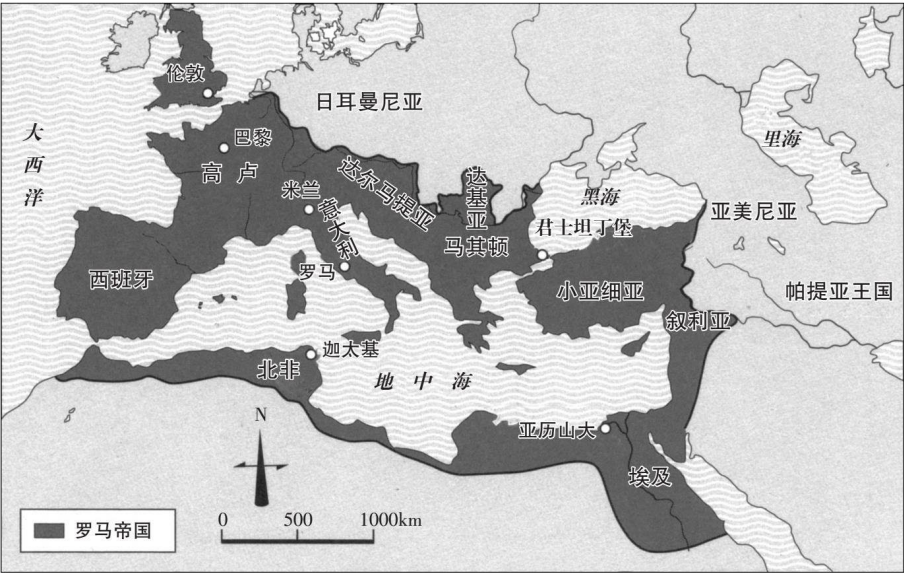 伦敦
日耳曼尼亚
大西洋
巴黎
高卢
里海
米兰
达尔马提亚
达基亚
黑海
亚美尼亚
意大利
马其顿
君士坦丁堡
罗马
西班牙
小亚细亚
帕提亚王国
叙利亚
迦太基
北非
地中海
N
亚历山大
埃及
罗马帝国
0 500 1000km